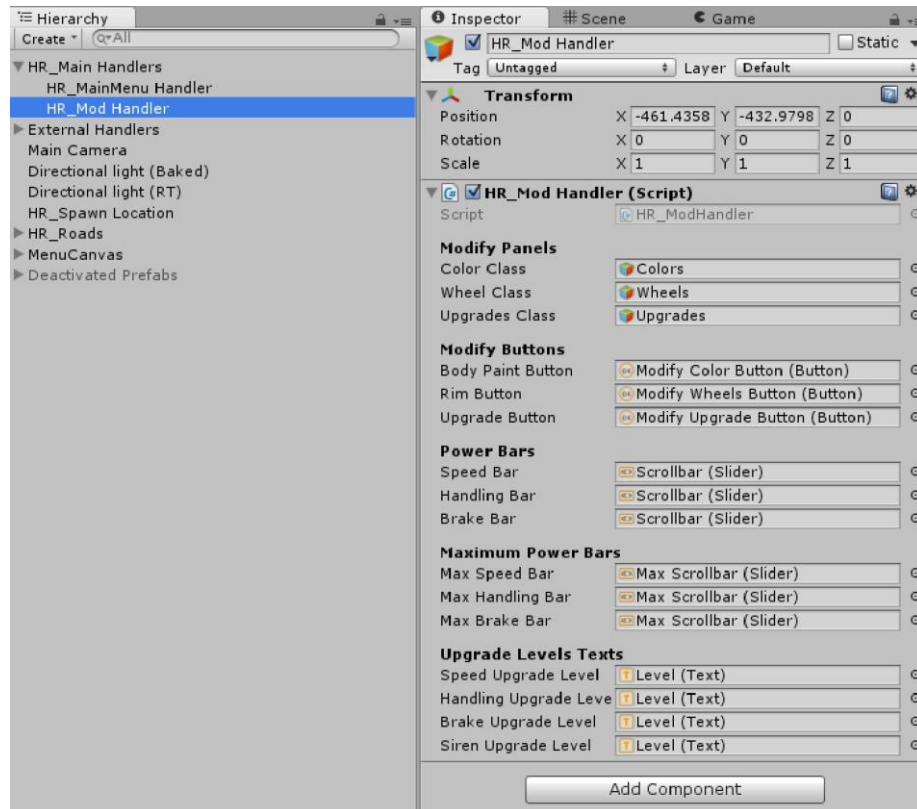 Hierarchy
Create
All
HR_Main Handlers
HR_MainMenu Handler
HR_Mod Handler
External Handlers
Main Camera
Directional light (Baked)
Directional light (RT)
HR_Spawn Location
HR_Roads
MenuCanvas
Deactivated Prefabs
Inspector Scene Game
HR_Mod Handler Static
Tag Untagged Layer Default
Transform
Position X -461.4358 Y -432.9798 Z 0
Rotation X 0 Y 0 Z 0
Scale X 1 Y 1 Z 1
HR_Mod Handler (Script)
Script HR_ModHandler
Modify Panels
Color Class Colors
Wheel Class Wheels
Upgrades Class Upgrades
Modify Buttons
Body Paint Button Modify Color Button (Button)
Rim Button Modify Wheels Button (Button)
Upgrade Button Modify Upgrade Button (Button)
Power Bars
Speed Bar Scrollbar (Slider)
Handling Bar Scrollbar (Slider)
Brake Bar Scrollbar (Slider)
Maximum Power Bars
Max Speed Bar Max Scrollbar (Slider)
Max Handling Bar Max Scrollbar (Slider)
Max Brake Bar Max Scrollbar (Slider)
Upgrade Levels Texts
Speed Upgrade Level Level (Text)
Handling Upgrade Leve Level (Text)
Brake Upgrade Level Level (Text)
Siren Upgrade Level Level (Text)
Add Component